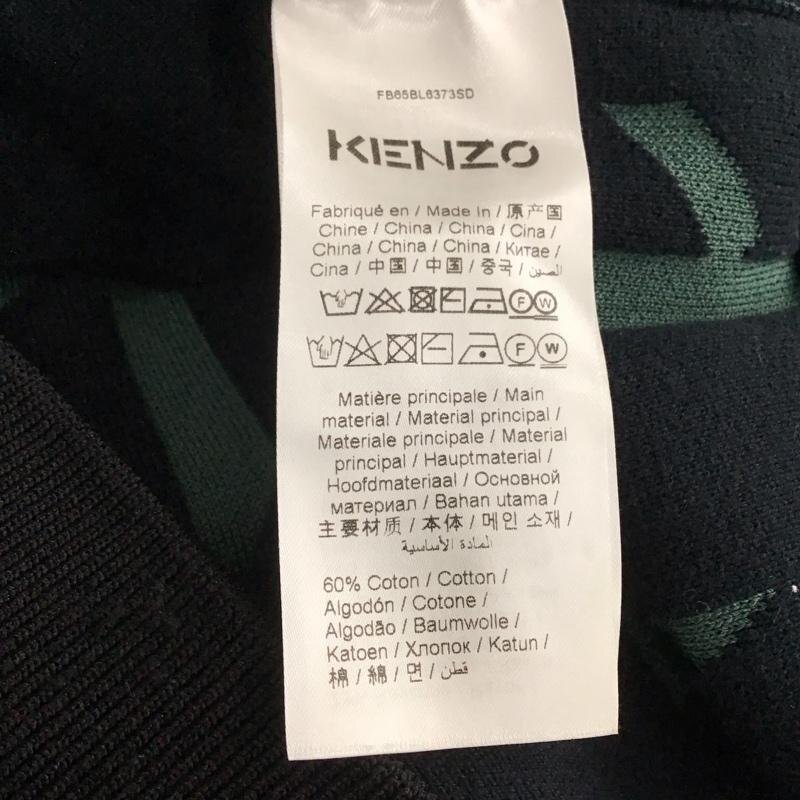 FB65BL6373SD
KENZO
Fabriqué en / Made In / 原产国
Chine / China / China / Cina /
China / China / China / Китае /
Cina / 中国 / 中国 / 중국 / الصين
F W
F W
Matière principale / Main
material / Material principal /
Materiale principale / Material
principal / Hauptmaterial /
Hoofdmateriaal / Основной
материал / Bahan utama /
主要材质 / 本体 / 메인 소재 /
المادة الأساسية
60% Coton / Cotton /
Algodón / Cotone /
Algodão / Baumwolle /
Katoen / Хлопок / Katun /
棉 / 綿 / 면 / قطن